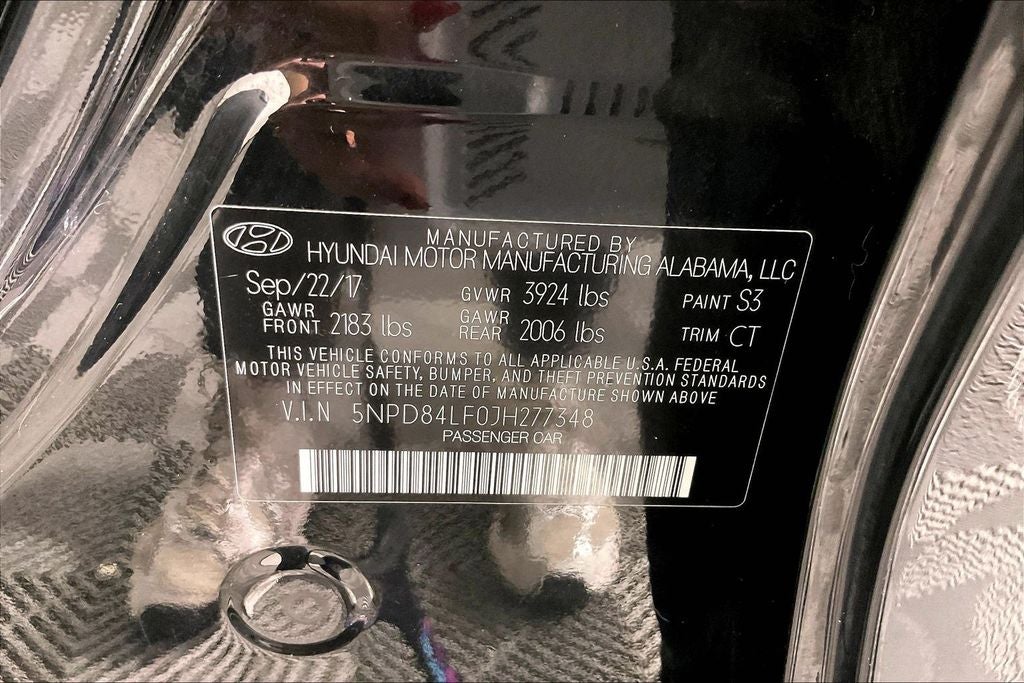 MANUFACTURED BY
HYUNDAI MOTOR MANUFACTURING ALABAMA, LLC
Sep/22/17 GVWR 3924 lbs PAINT S3
GAWR FRONT 2183 lbs GAWR REAR 2006 lbs TRIM CT
THIS VEHICLE CONFORMS TO ALL APPLICABLE U.S.A. FEDERAL
MOTOR VEHICLE SAFETY, BUMPER, AND THEFT PREVENTION STANDARDS
IN EFFECT ON THE DATE OF MANUFACTURE SHOWN ABOVE
V.I.N 5NPD84LF0JH277348
PASSENGER CAR